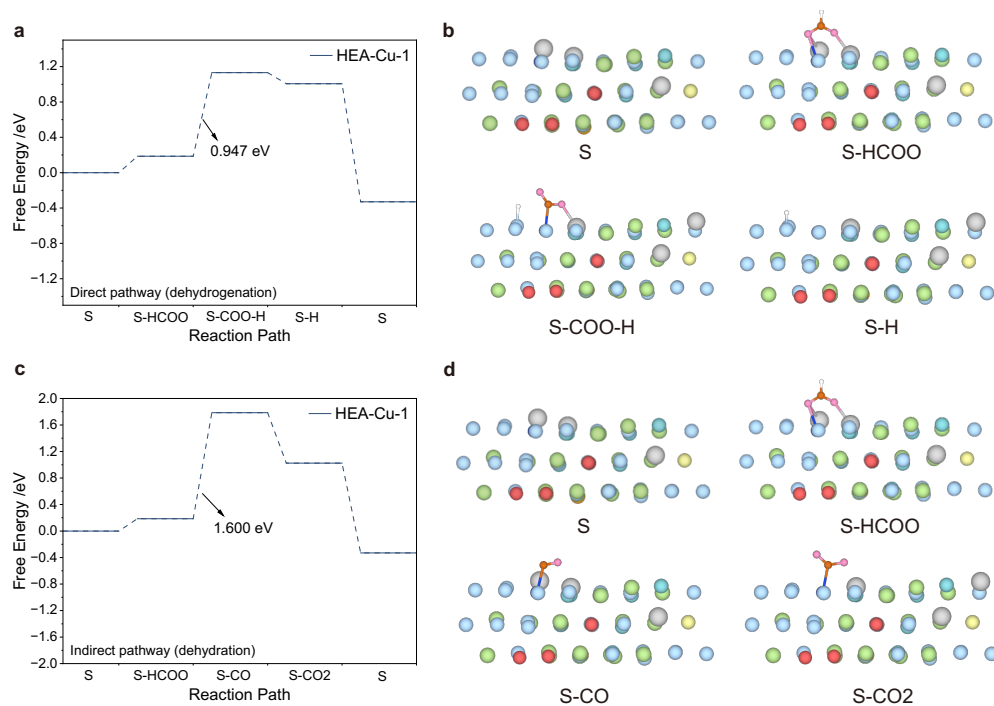 a
HEA-Cu-1
1.2
0.8
0.4
0.0
−0.4
−0.8
−1.2
Free Energy /eV
0.947 eV
Direct pathway (dehydrogenation)
S
S-HCOO
S-COO-H
S-H
S
Reaction Path
b
S
S-HCOO
S-COO-H
S-H
c
HEA-Cu-1
2.0
1.6
1.2
0.8
0.4
0.0
−0.4
−0.8
−1.2
−1.6
−2.0
Free Energy /eV
1.600 eV
Indirect pathway (dehydration)
S
S-HCOO
S-CO
S-CO2
S
Reaction Path
d
S
S-HCOO
S-CO
S-CO2